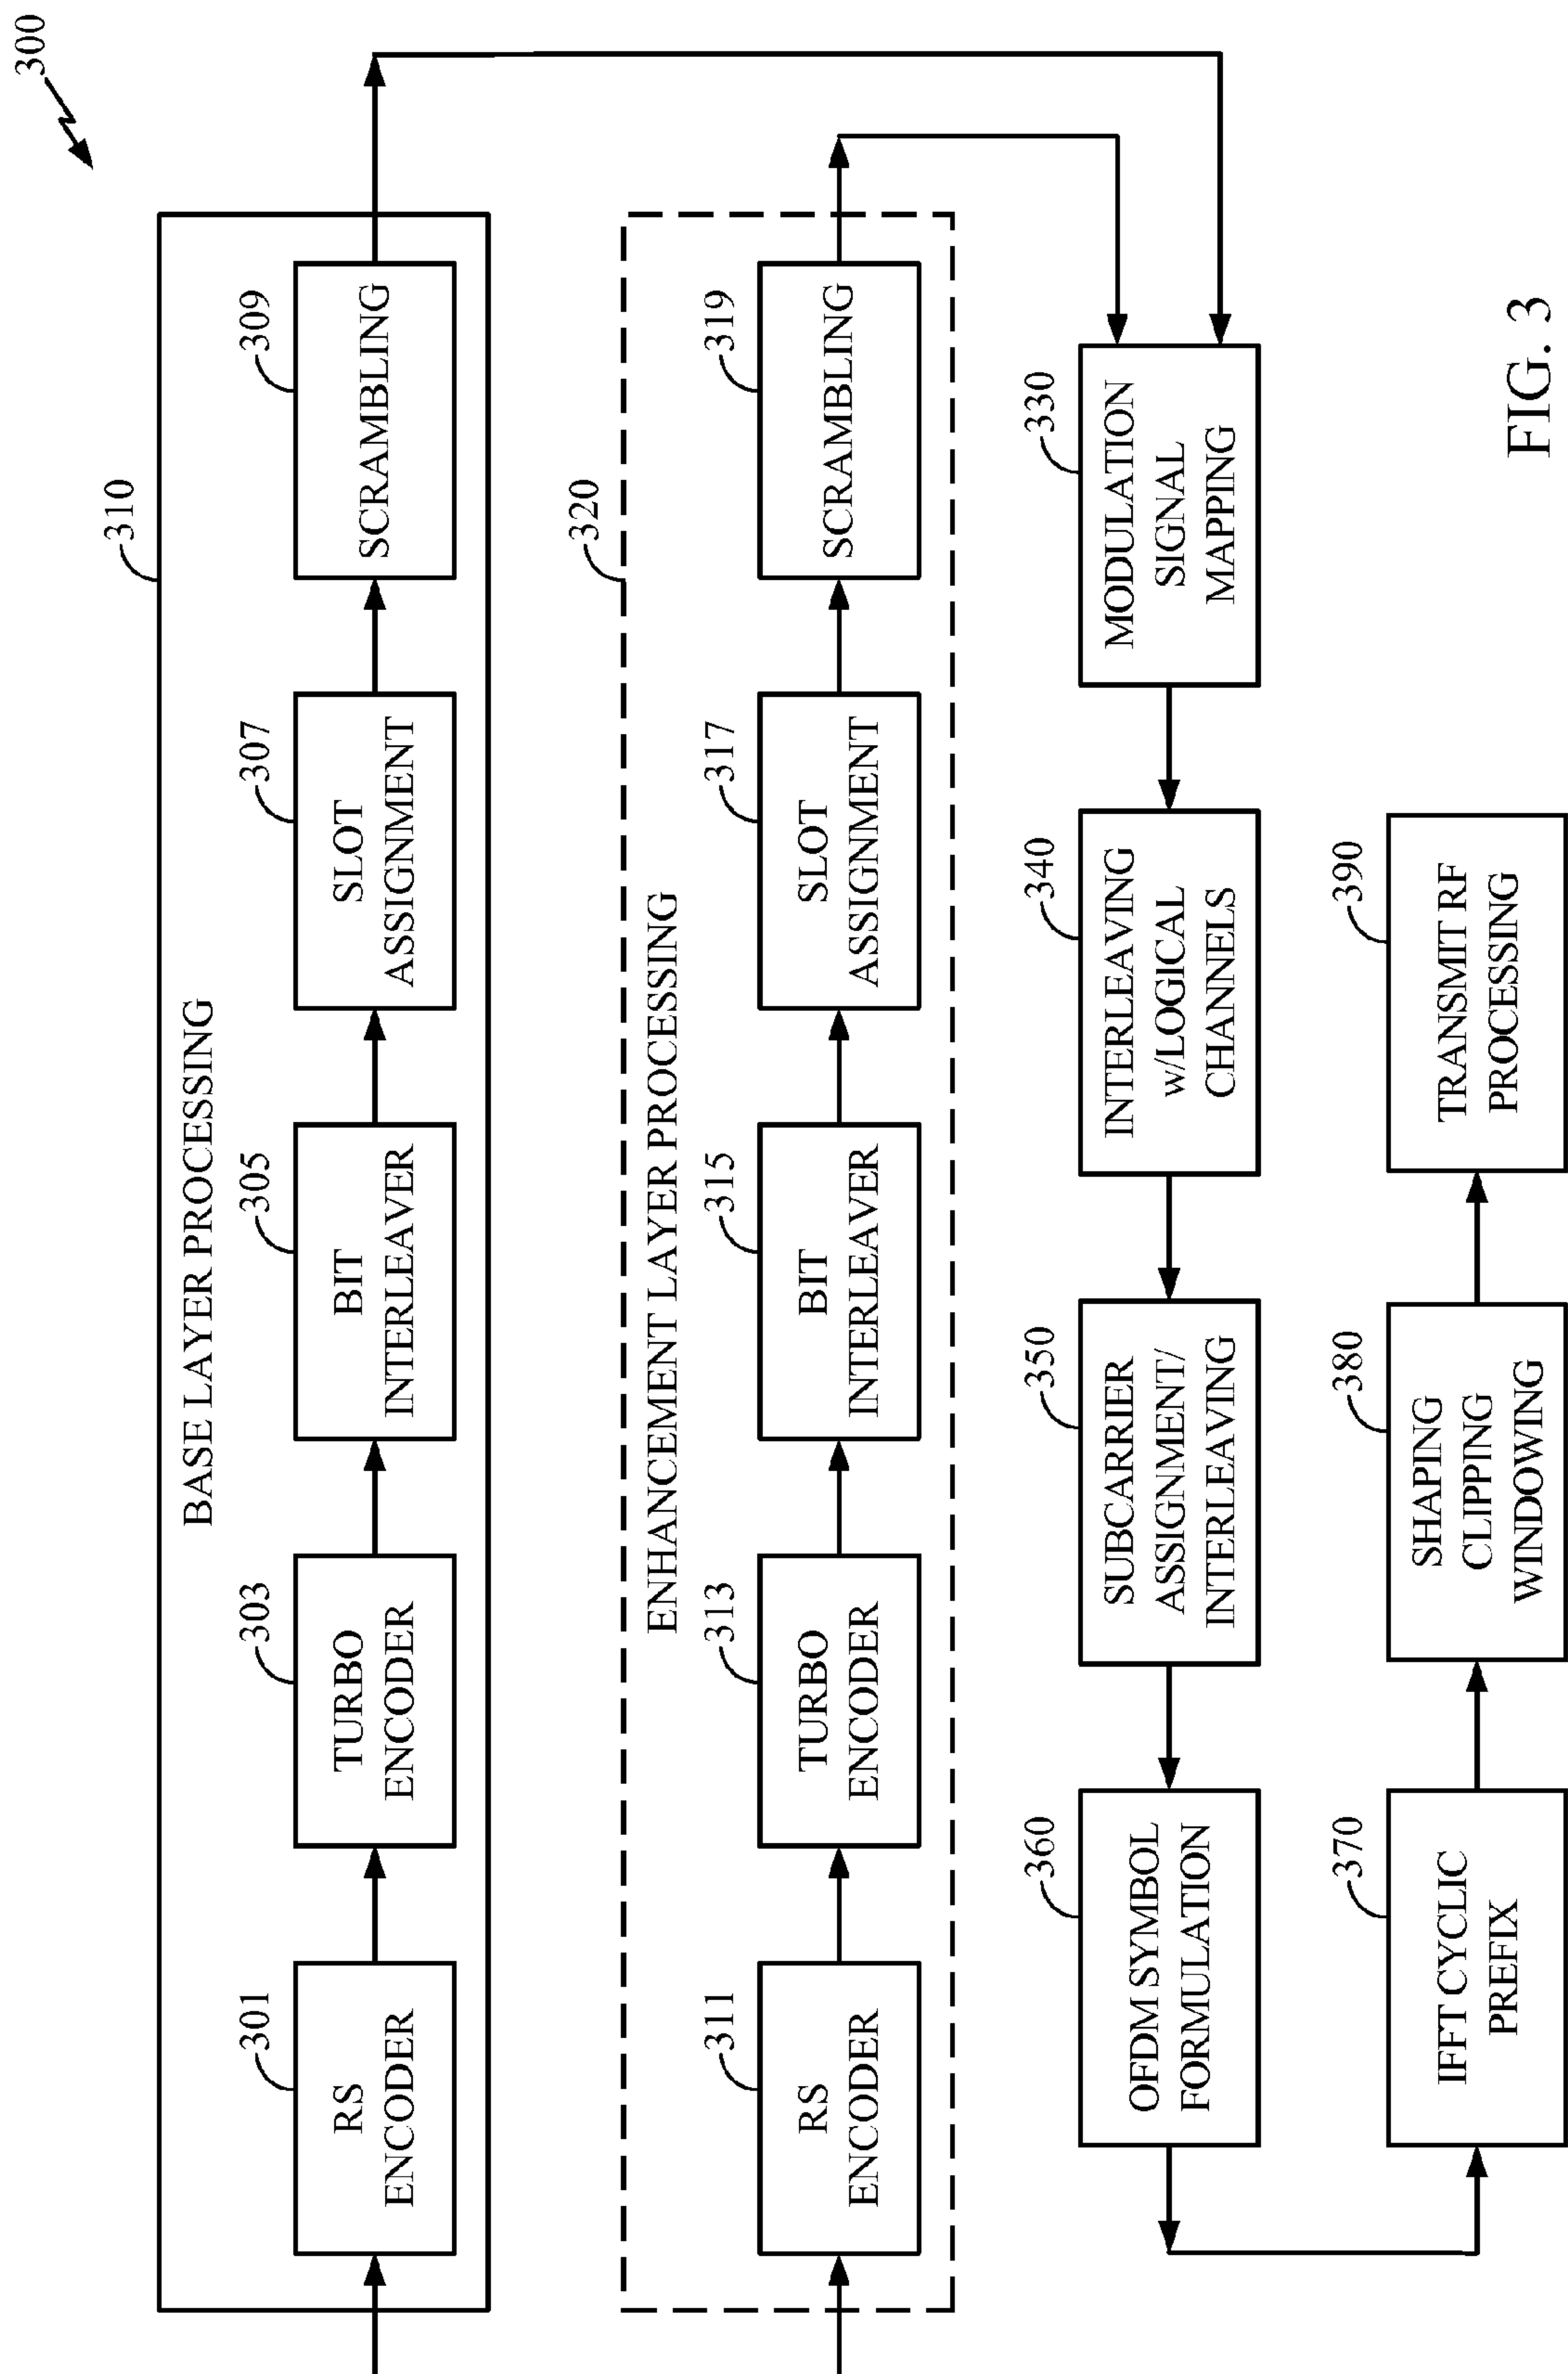 300
310
BASE LAYER PROCESSING
301
RS
ENCODER
303
TURBO
ENCODER
305
BIT
INTERLEAVER
307
SLOT
ASSIGNMENT
309
SCRAMBLING
320
ENHANCEMENT LAYER PROCESSING
311
RS
ENCODER
313
TURBO
ENCODER
315
BIT
INTERLEAVER
317
SLOT
ASSIGNMENT
319
SCRAMBLING
330
MODULATION
SIGNAL
MAPPING
340
INTERLEAVING
w/LOGICAL
CHANNELS
350
SUBCARRIER
ASSIGNMENT/
INTERLEAVING
360
OFDM SYMBOL
FORMULATION
370
IFFT CYCLIC
PREFIX
380
SHAPING
CLIPPING
WINDOWING
390
TRANSMIT RF
PROCESSING
FIG. 3